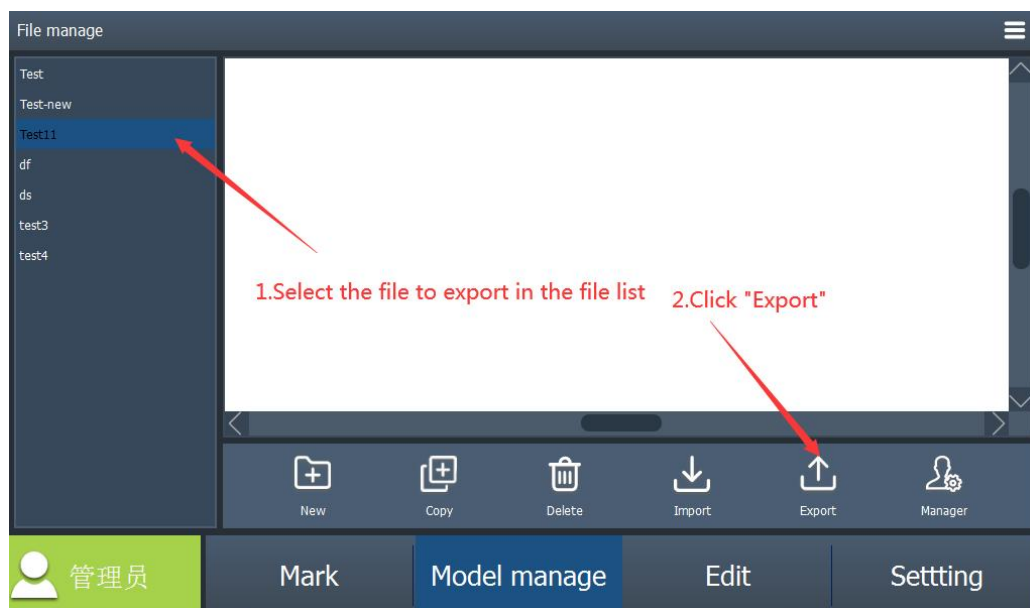 File manage
Test
Test-new
Test11
df
ds
test3
test4
1.Select the file to export in the file list
2.Click "Export"
New
Copy
Delete
Import
Export
Manager
管理员
Mark
Model manage
Edit
Settting